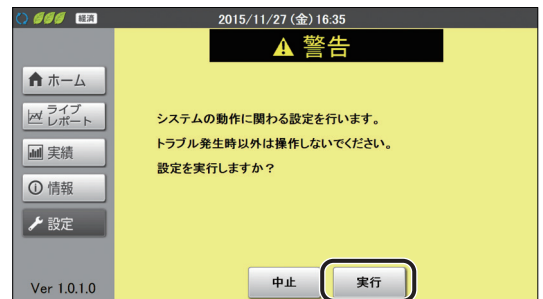 経済 2015/11/27 (金) 16:35
警告
ホーム
ライブ
レポート
実績
情報
設定
システムの動作に関わる設定を行います。
トラブル発生時以外は操作しないでください。
設定を実行しますか？
中止 実行
Ver 1.0.1.0